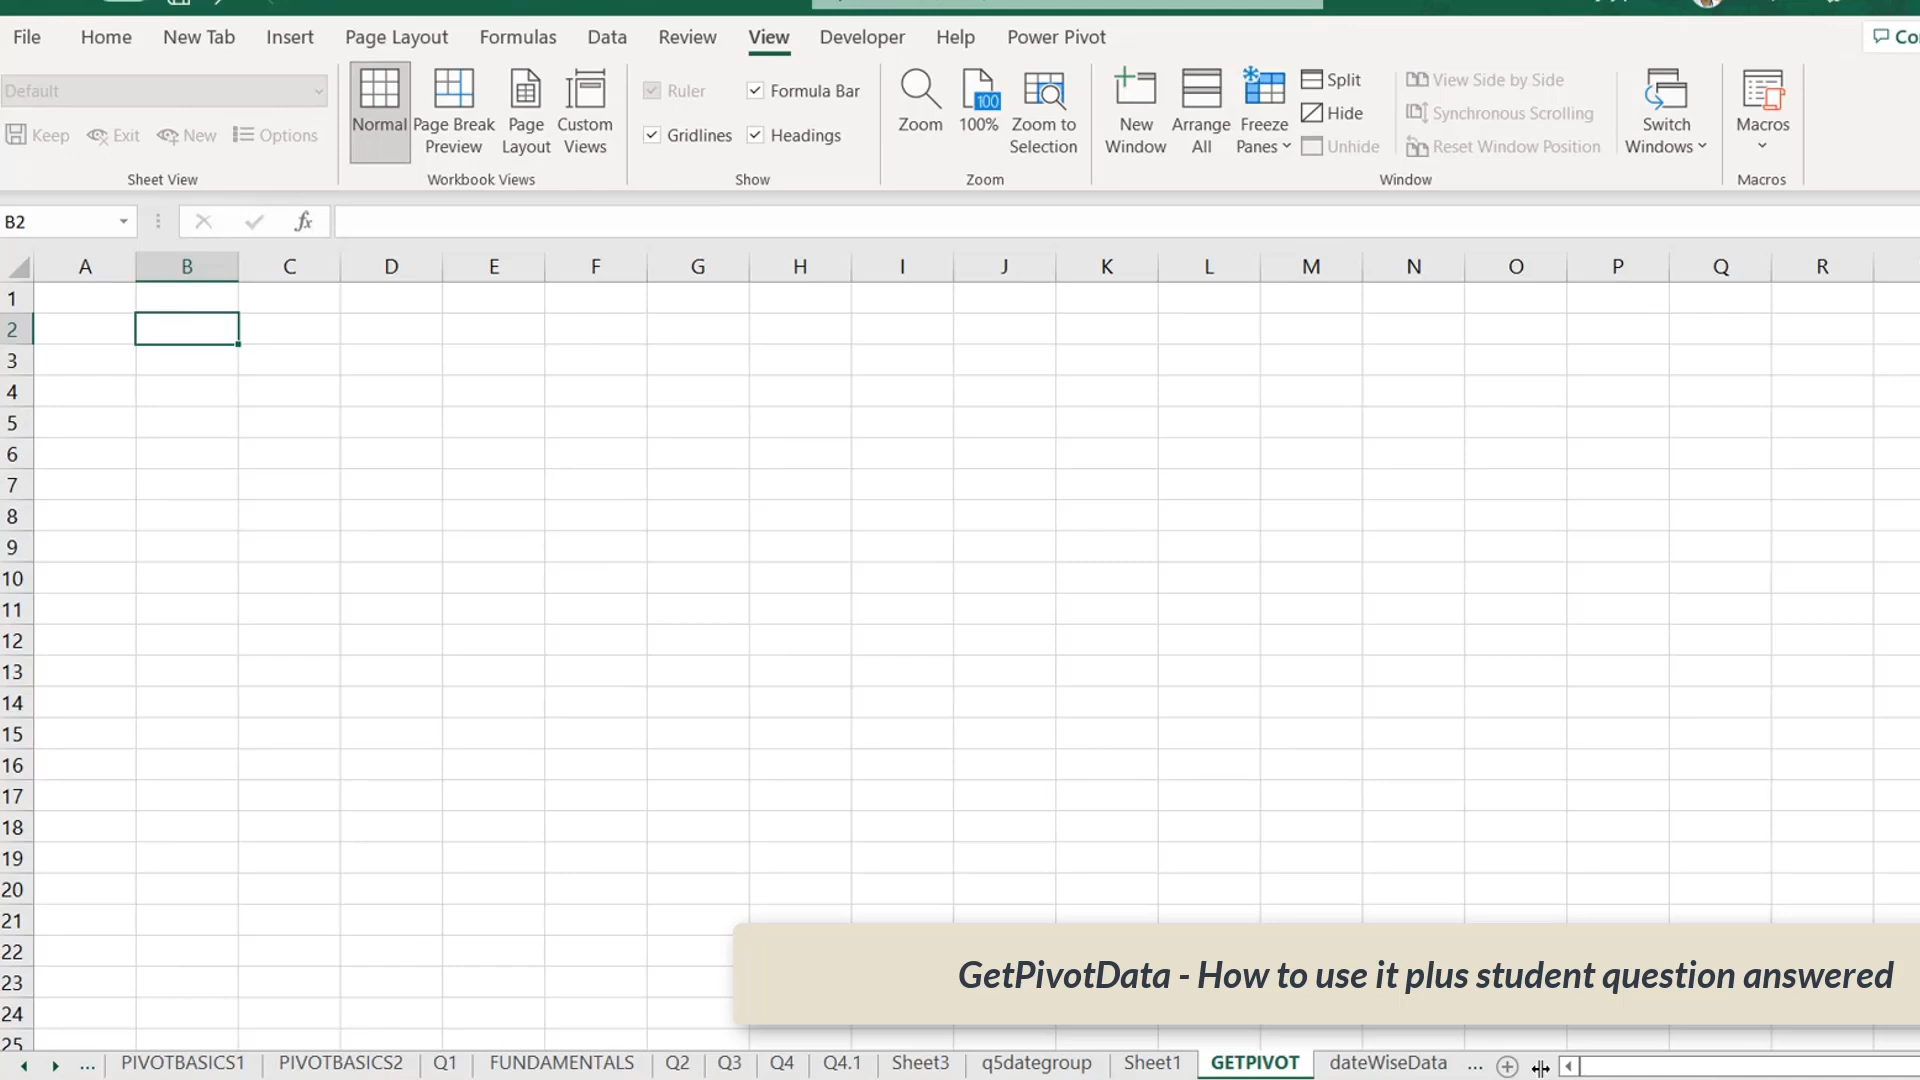 File Home New Tab Insert Page Layout Formulas Data Review View Developer Help Power Pivot Co
Default
Keep Exit New Options
Sheet View
Normal Page Break Preview Page Layout Custom Views
Workbook Views
Ruler Formula Bar
Gridlines Headings
Show
Zoom 100% Zoom to Selection
100
Zoom
New Window Arrange All Freeze Panes
Split
Hide
Unhide
View Side by Side
Synchronous Scrolling
Reset Window Position
Switch Windows
Window
Macros
Macros
B2 fx
A B C D E F G H I J K L M N O P Q R
1
2
3
4
5
6
7
8
9
10
11
12
13
14
15
16
17
18
19
20
21
22
23
24
25
GetPivotData - How to use it plus student question answered
... PIVOTBASICS1 PIVOTBASICS2 Q1 FUNDAMENTALS Q2 Q3 Q4 Q4.1 Sheet3 q5dategroup Sheet1 GETPIVOT dateWiseData ...